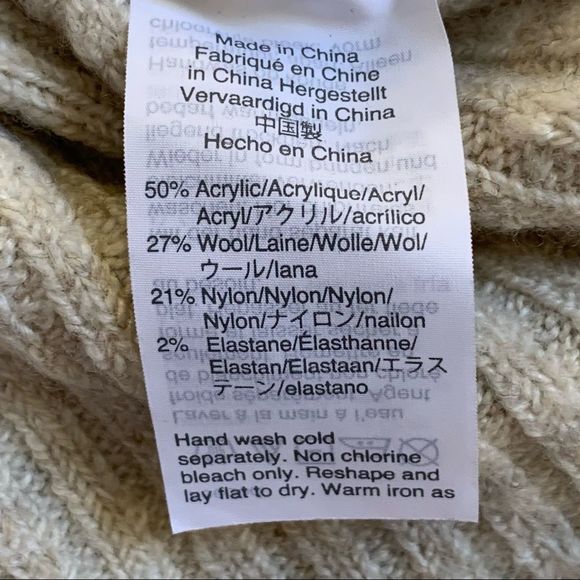 Made in China
Fabriqué en Chine
in China Hergestellt
Vervaardigd in China
中国製
Hecho en China
50% Acrylic/Acrylique/Acryl/
Acryl/アクリル/acrílico
27% Wool/Laine/Wolle/Wol/
ウール/lana
21% Nylon/Nylon/Nylon/
Nylon/ナイロン/nailon
2% Elastane/Élasthanne/
Elastan/Elastaan/エラス
テーン/elastano
Hand wash cold
separately. Non chlorine
bleach only. Reshape and
lay flat to dry. Warm iron as